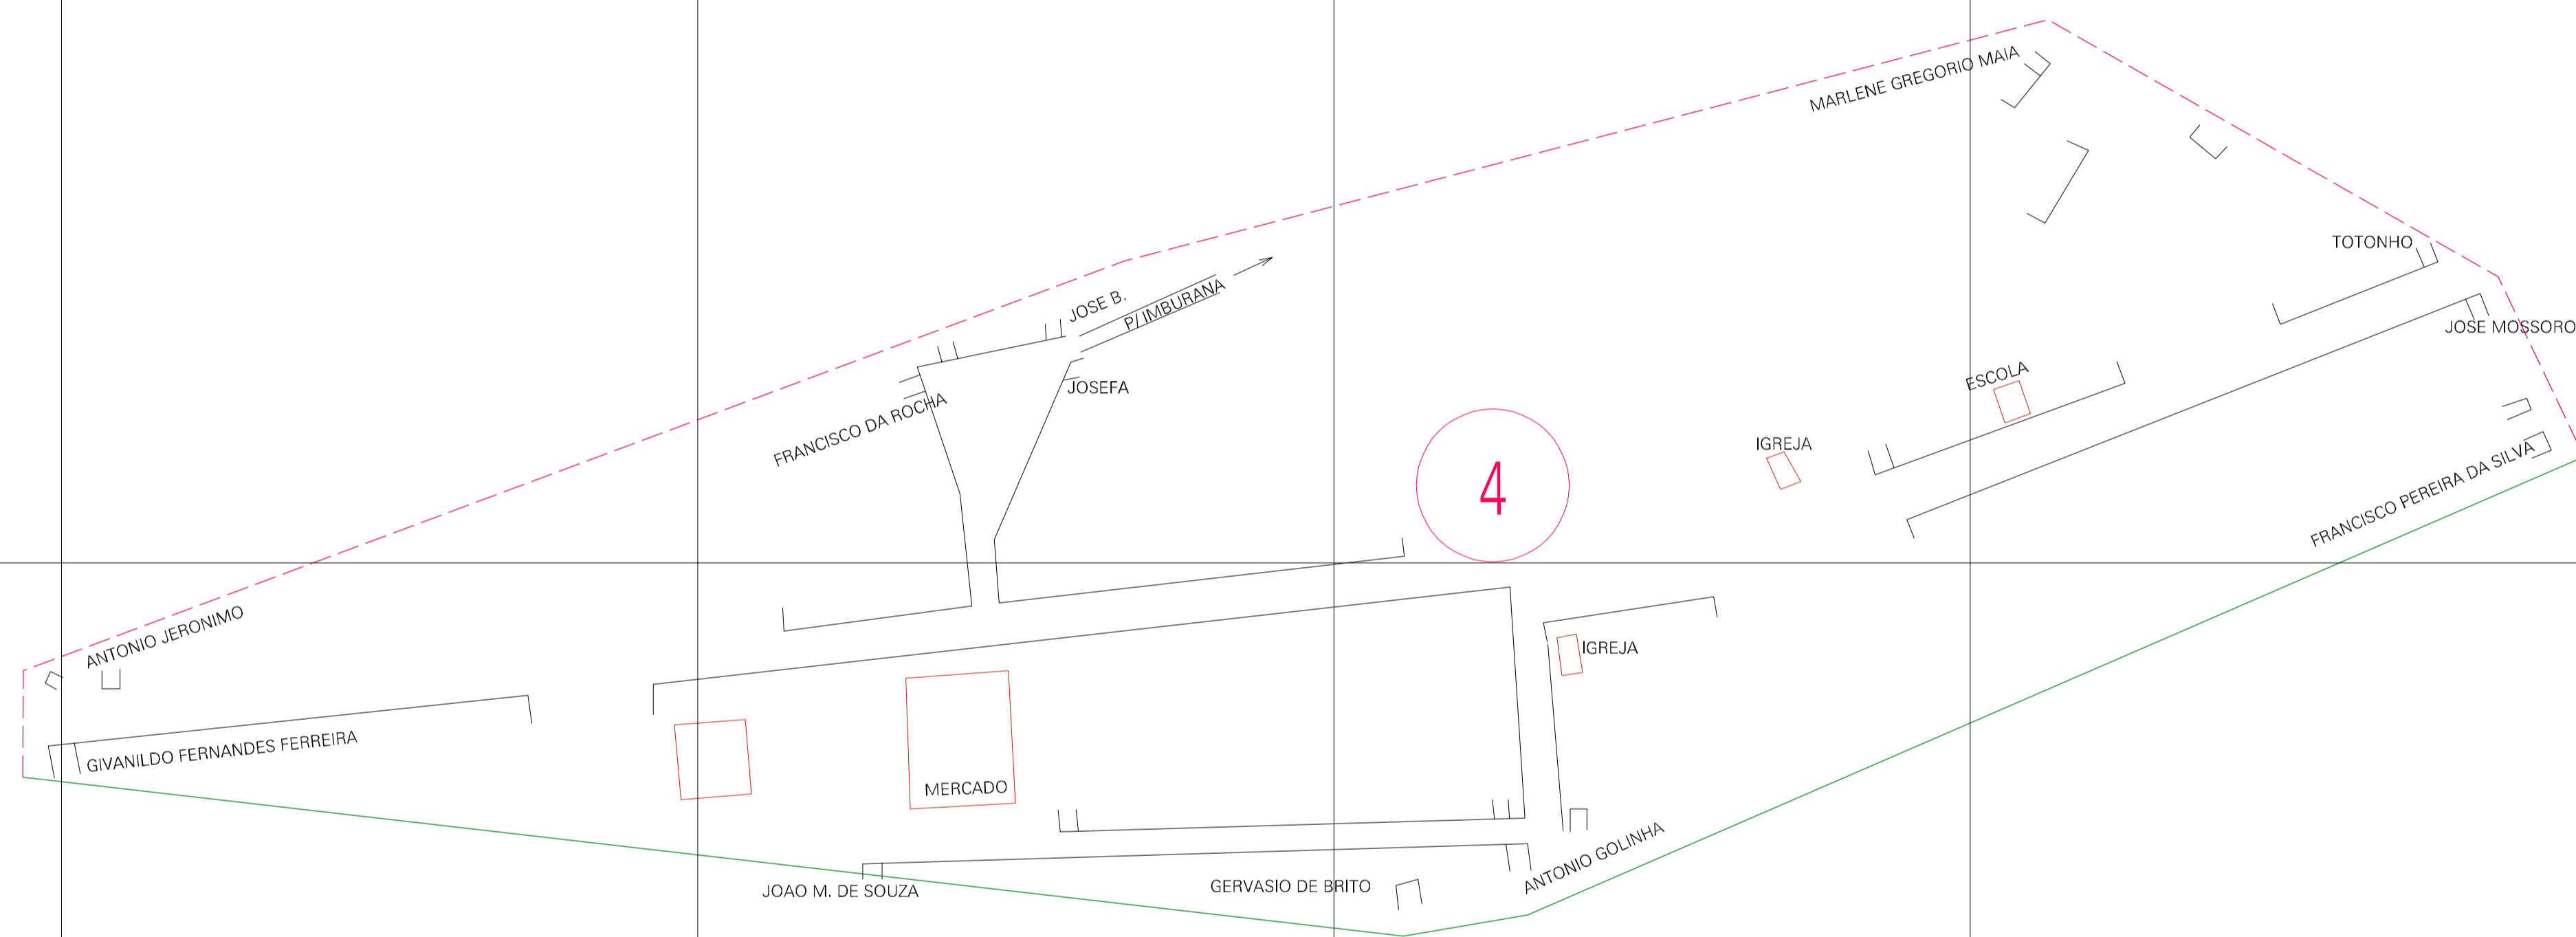 MARLENE GREGORIO MAIA
TOTONHO
JOSE B.
P/ IMBURANA
JOSE MOSSORO
JOSEFA
ESCOLA
FRANCISCO DA ROCHA
IGREJA
4
FRANCISCO PEREIRA DA SILVA
ANTONIO JERONIMO
IGREJA
GIVANILDO FERNANDES FERREIRA
MERCADO
ANTONIO GOLINHA
JOAO M. DE SOUZA
GERVASIO DE BRITO